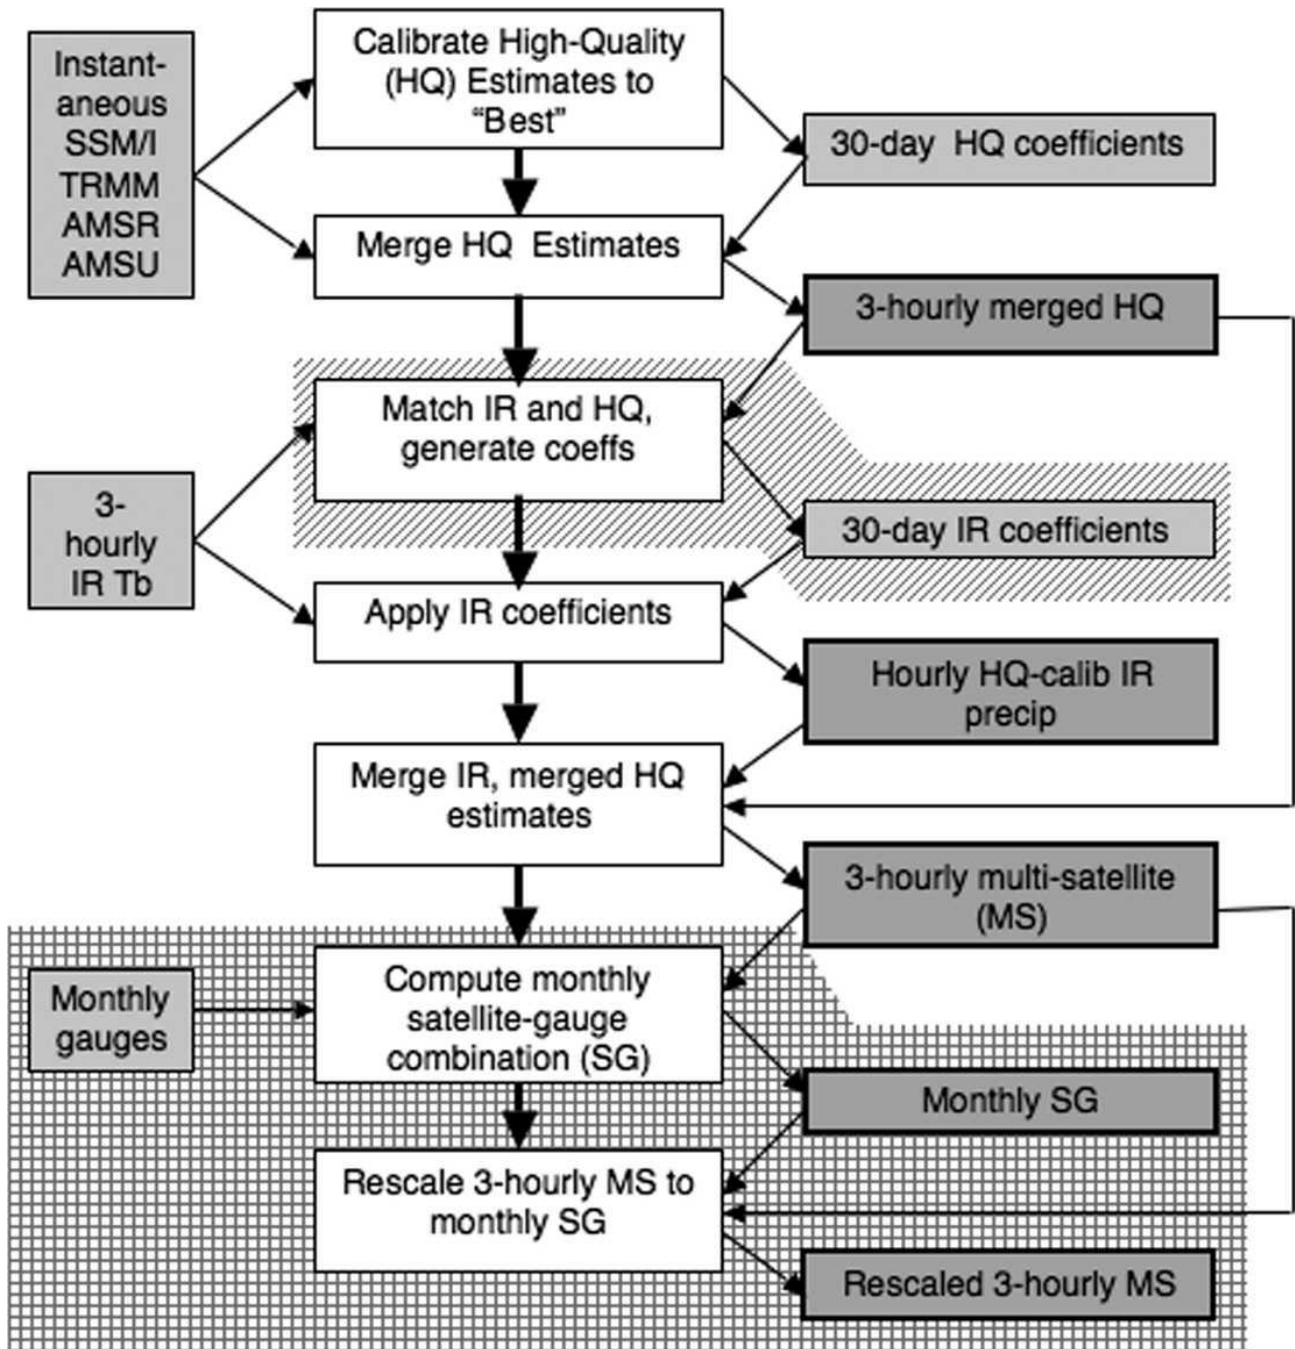 Instant-
aneous
SSM/I
TRMM
AMSR
AMSU
Calibrate High-Quality
(HQ) Estimates to
“Best”
30-day HQ coefficients
Merge HQ Estimates
3-hourly merged HQ
Match IR and HQ,
generate coeffs
3-
hourly
IR Tb
30-day IR coefficients
Apply IR coefficients
Hourly HQ-calib IR
precip
Merge IR, merged HQ
estimates
3-hourly multi-satellite
(MS)
Monthly
gauges
Compute monthly
satellite-gauge
combination (SG)
Monthly SG
Rescale 3-hourly MS to
monthly SG
Rescaled 3-hourly MS